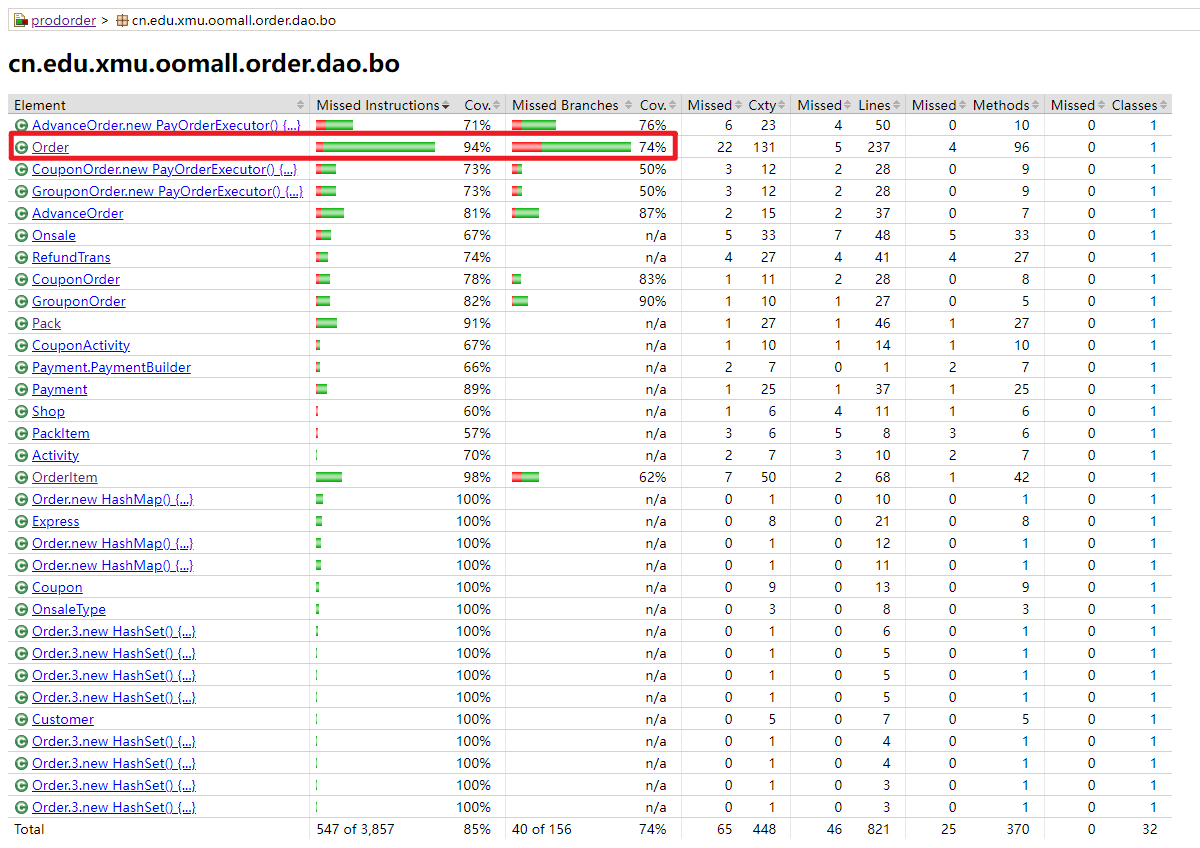 prodorder > cn.edu.xmu.oomall.order.dao.bo
cn.edu.xmu.oomall.order.dao.bo
Element Missed Instructions Cov. Missed Branches Cov. Missed Cxty Missed Lines Missed Methods Missed Classes
AdvanceOrder.new PayOrderExecutor() {...} 71% 76% 6 23 4 50 0 10 0 1
Order 94% 74% 22 131 5 237 4 96 0 1
CouponOrder.new PayOrderExecutor() {...} 73% 50% 3 12 2 28 0 9 0 1
GrouponOrder.new PayOrderExecutor() {...} 73% 50% 3 12 2 28 0 9 0 1
AdvanceOrder 81% 87% 2 15 2 37 0 7 0 1
Onsale 67% n/a 5 33 7 48 5 33 0 1
RefundTrans 74% n/a 4 27 4 41 4 27 0 1
CouponOrder 78% 83% 1 11 2 28 0 8 0 1
GrouponOrder 82% 90% 1 10 1 27 0 5 0 1
Pack 91% n/a 1 27 1 46 1 27 0 1
CouponActivity 67% n/a 1 10 1 14 1 10 0 1
Payment.PaymentBuilder 66% n/a 2 7 0 1 2 7 0 1
Payment 89% n/a 1 25 1 37 1 25 0 1
Shop 60% n/a 1 6 4 11 1 6 0 1
PackItem 57% n/a 3 6 5 8 3 6 0 1
Activity 70% n/a 2 7 3 10 2 7 0 1
OrderItem 98% 62% 7 50 2 68 1 42 0 1
Order.new HashMap() {...} 100% n/a 0 1 0 10 0 1 0 1
Express 100% n/a 0 8 0 21 0 8 0 1
Order.new HashMap() {...} 100% n/a 0 1 0 12 0 1 0 1
Order.new HashMap() {...} 100% n/a 0 1 0 11 0 1 0 1
Coupon 100% n/a 0 9 0 13 0 9 0 1
OnsaleType 100% n/a 0 3 0 8 0 3 0 1
Order.3.new HashSet() {...} 100% n/a 0 1 0 6 0 1 0 1
Order.3.new HashSet() {...} 100% n/a 0 1 0 5 0 1 0 1
Order.3.new HashSet() {...} 100% n/a 0 1 0 5 0 1 0 1
Order.3.new HashSet() {...} 100% n/a 0 1 0 5 0 1 0 1
Customer 100% n/a 0 5 0 7 0 5 0 1
Order.3.new HashSet() {...} 100% n/a 0 1 0 4 0 1 0 1
Order.3.new HashSet() {...} 100% n/a 0 1 0 4 0 1 0 1
Order.3.new HashSet() {...} 100% n/a 0 1 0 3 0 1 0 1
Order.3.new HashSet() {...} 100% n/a 0 1 0 3 0 1 0 1
Total 547 of 3,857 85% 40 of 156 74% 65 448 46 821 25 370 0 32